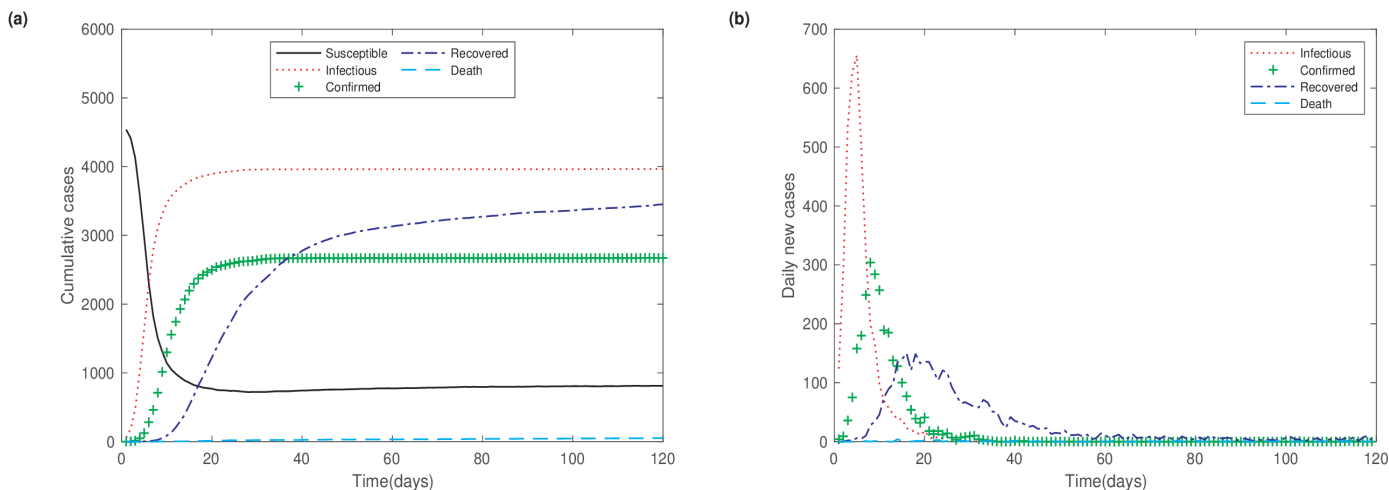 (a)
6000
5000
4000
3000
2000
1000
0
Cumulative cases
Susceptible
Infectious
Confirmed
Recovered
Death
0 20 40 60 80 100 120
Time(days)
(b)
700
600
500
400
300
200
100
0
Daily new cases
Infectious
Confirmed
Recovered
Death
0 20 40 60 80 100 120
Time(days)